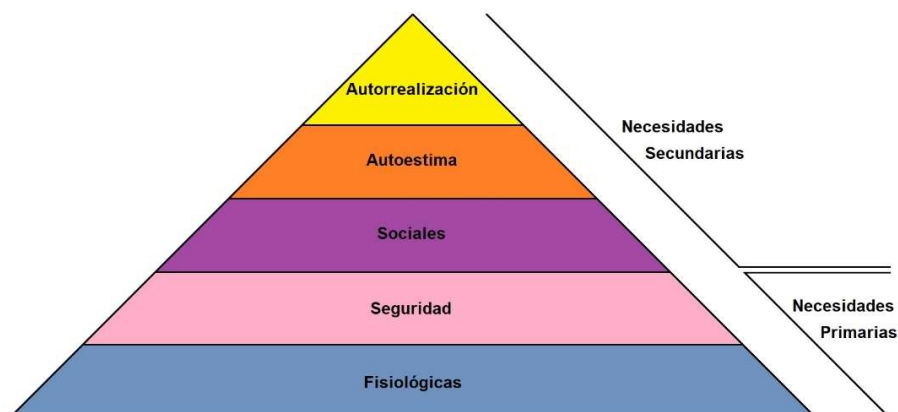 Autorrealización
Necesidades
Secundarias
Autoestima
Sociales
Seguridad
Necesidades
Primarias
Fisiológicas